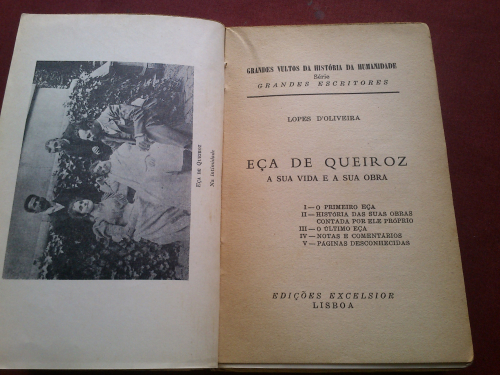 EÇA DE QUEIROZ
Na intimidade
GRANDES VULTOS DA HISTÓRIA DA HUMANIDADE
Série
GRANDES ESCRITORES
LOPES D'OLIVEIRA
EÇA DE QUEIROZ
A SUA VIDA E A SUA OBRA
I — O PRIMEIRO EÇA
II — HISTÓRIA DAS SUAS OBRAS
CONTADA POR ELE PRÓPRIO
III — O ÚLTIMO EÇA
IV — NOTAS E COMENTÁRIOS
V — PÁGINAS DESCONHECIDAS
EDIÇÕES EXCELSIOR
LISBOA